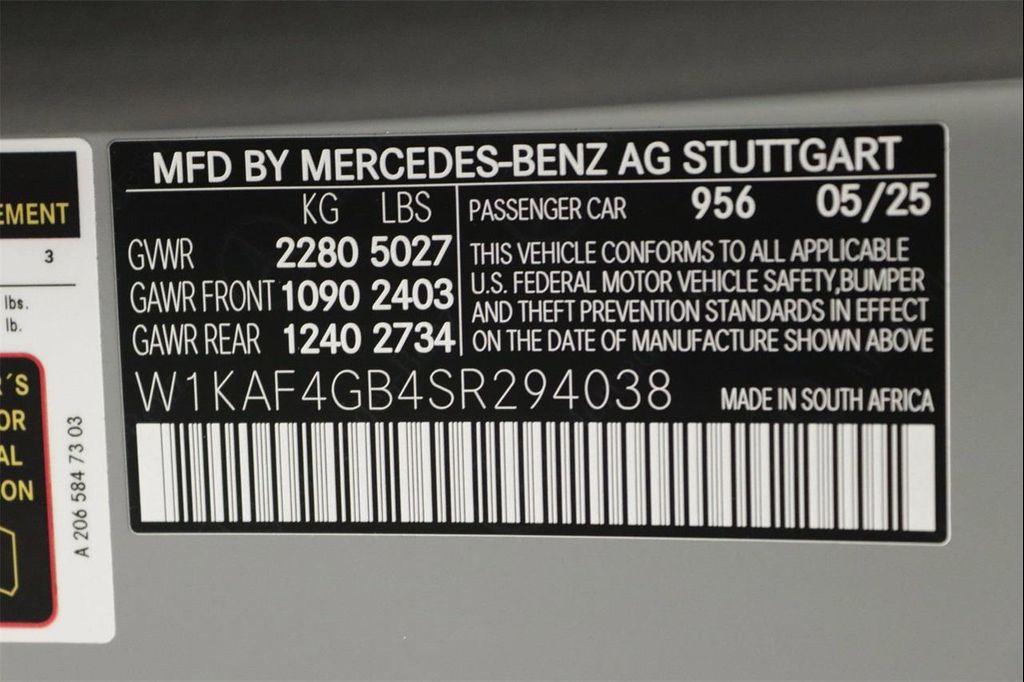 MFD BY MERCEDES-BENZ AG STUTTGART
KG LBS
GVWR 2280 5027
GAWR FRONT 1090 2403
GAWR REAR 1240 2734
PASSENGER CAR 956 05/25
THIS VEHICLE CONFORMS TO ALL APPLICABLE
U.S. FEDERAL MOTOR VEHICLE SAFETY,BUMPER
AND THEFT PREVENTION STANDARDS IN EFFECT
ON THE DATE OF MANUFACTURE SHOWN ABOVE
W1KAF4GB4SR294038 MADE IN SOUTH AFRICA
EMENT
3
lbs.
lb.
R´S
OR
AL
ON
A 206 584 73 03